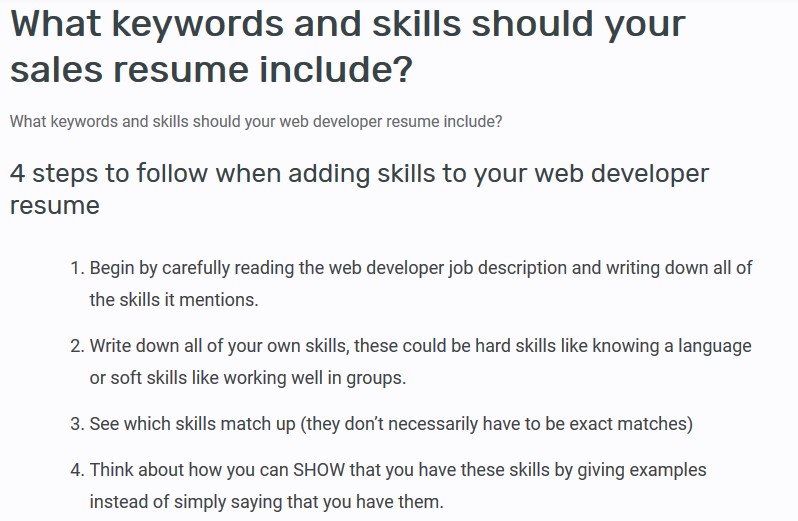 What keywords and skills should your
sales resume include?
What keywords and skills should your web developer resume include?
4 steps to follow when adding skills to your web developer
resume
1. Begin by carefully reading the web developer job description and writing down all of
the skills it mentions.
2. Write down all of your own skills, these could be hard skills like knowing a language
or soft skills like working well in groups.
3. See which skills match up (they don’t necessarily have to be exact matches)
4. Think about how you can SHOW that you have these skills by giving examples
instead of simply saying that you have them.